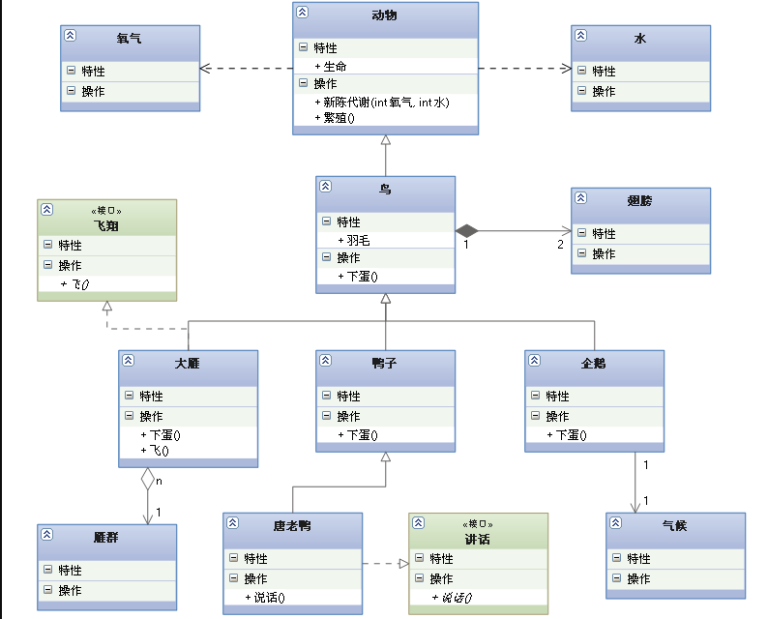 动物
特性
+ 生命
操作
+ 新陈代谢(int 氧气, int 水)
+ 繁殖()
氧气
特性
操作
水
特性
操作
鸟
特性
+ 羽毛
操作
+ 下蛋()
1
2
翅膀
特性
操作
«接口»
飞翔
特性
操作
+ 飞()
大雁
特性
操作
+ 下蛋()
+ 飞()
鸭子
特性
操作
+ 下蛋()
企鹅
特性
操作
+ 下蛋()
n
1
1
1
雁群
特性
操作
唐老鸭
特性
操作
+ 说话()
«接口»
讲话
特性
操作
+ 说话()
气候
特性
操作